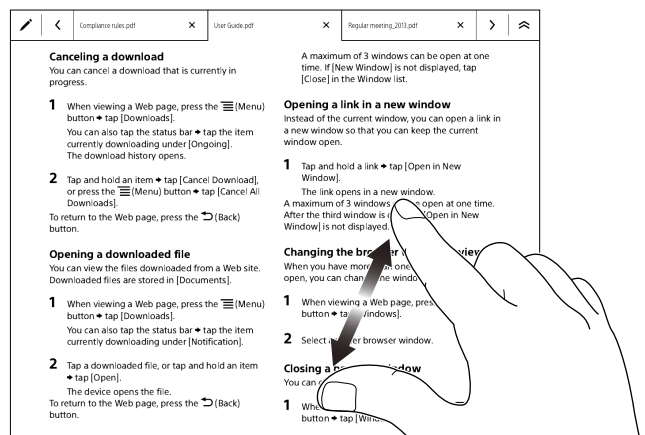 Compliance rules.pdf
User Guide.pdf
Regular meeting_2013.pdf
Canceling a download
You can cancel a download that is currently in
progress.
1 When viewing a Web page, press the (Menu)
button tap [Downloads].
You can also tap the status bar tap the item
currently downloading under [Ongoing].
The download history opens.
2 Tap and hold an item tap [Cancel Download],
or press the (Menu) button tap [Cancel All
Downloads].
To return to the Web page, press the (Back)
button.
Opening a downloaded file
You can view the files downloaded from a Web site.
Downloaded files are stored in [Documents].
1 When viewing a Web page, press the (Menu)
button tap [Downloads].
You can also tap the status bar tap the item
currently downloading under [Notification].
2 Tap a downloaded file, or tap and hold an item
tap [Open].
The device opens the file.
To return to the Web page, press the (Back)
button.
A maximum of 3 windows can be open at one
time. If [New Window] is not displayed, tap
[Close] in the Window list.
Opening a link in a new window
Instead of the current window, you can open a link in
a new window so that you can keep the current
window open.
1 Tap and hold a link tap [Open in New
Window].
The link opens in a new window.
A maximum of 3 windows open at one time.
After the third window is [Open in New
Window] is not displayed.
Changing the view
When you have more one
open, you can the
1 When viewing a Web page,
button
2 Select browser window.
Closing a
You can
1
button tap